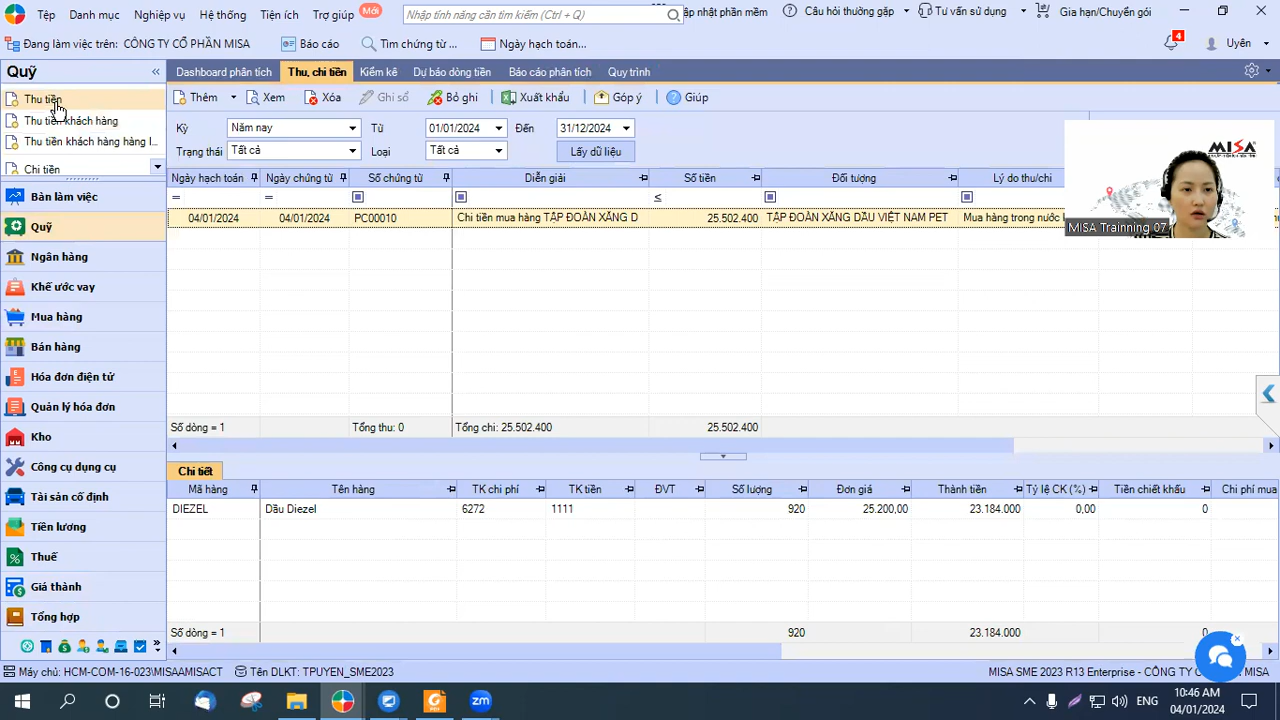 Tệp Danh mục Nghiệp vụ Hệ thống Tiện ích Trợ giúp Mới Nhập tính năng cần tìm kiếm (Ctrl + Q) phật phần mềm Câu hỏi thường gặp Tư vấn sử dụng Gia hạn/Chuyển gói
Đang làm việc trên: CÔNG TY CỔ PHẦN MISA Báo cáo Tìm chứng từ ... Ngày hạch toán... 4 Uyên
Quỹ « Dashboard phân tích Thu, chi tiền Kiểm kê Dự báo dòng tiền Báo cáo phân tích Quy trình
Thu tiền
Thu tiền khách hàng
Thu tiền khách hàng hàng l...
Chi tiền
Thêm Xem Xóa Ghi sổ Bỏ ghi Xuất khẩu Góp ý Giúp
Kỳ Năm nay Từ 01/01/2024 Đến 31/12/2024
Trạng thái Tất cả Loại Tất cả Lấy dữ liệu
MISA
MISA Trainning 07
Bàn làm việc
Quỹ
Ngân hàng
Khế ước vay
Mua hàng
Bán hàng
Hóa đơn điện tử
Quản lý hóa đơn
Kho
Công cụ dụng cụ
Tài sản cố định
Tiền lương
Thuế
Giá thành
Tổng hợp
Ngày hạch toán Ngày chứng từ Số chứng từ Diễn giải Số tiền Đối tượng Lý do thu/chi
= = ≤
04/01/2024 04/01/2024 PC00010 Chi tiền mua hàng TẬP ĐOÀN XĂNG D 25.502.400 TẬP ĐOÀN XĂNG DẦU VIỆT NAM PET Mua hàng trong nước
Số dòng = 1 Tổng thu: 0 Tổng chi: 25.502.400 25.502.400
Chi tiết
Mã hàng Tên hàng TK chi phí TK tiền ĐVT Số lượng Đơn giá Thành tiền Tỷ lệ CK (%) Tiền chiết khấu Chi phí mua
DIEZEL Dầu Diezel 6272 1111 920 25.200,00 23.184.000 0,00 0
Số dòng = 1 920 23.184.000 0
Máy chủ: HCM-COM-16-023\MISAAMISACT Tên DLKT: TPUYEN_SME2023 MISA SME 2023 R13 Enterprise - CÔNG TY CỔ PHẦN MISA
ENG 10:46 AM
04/01/2024